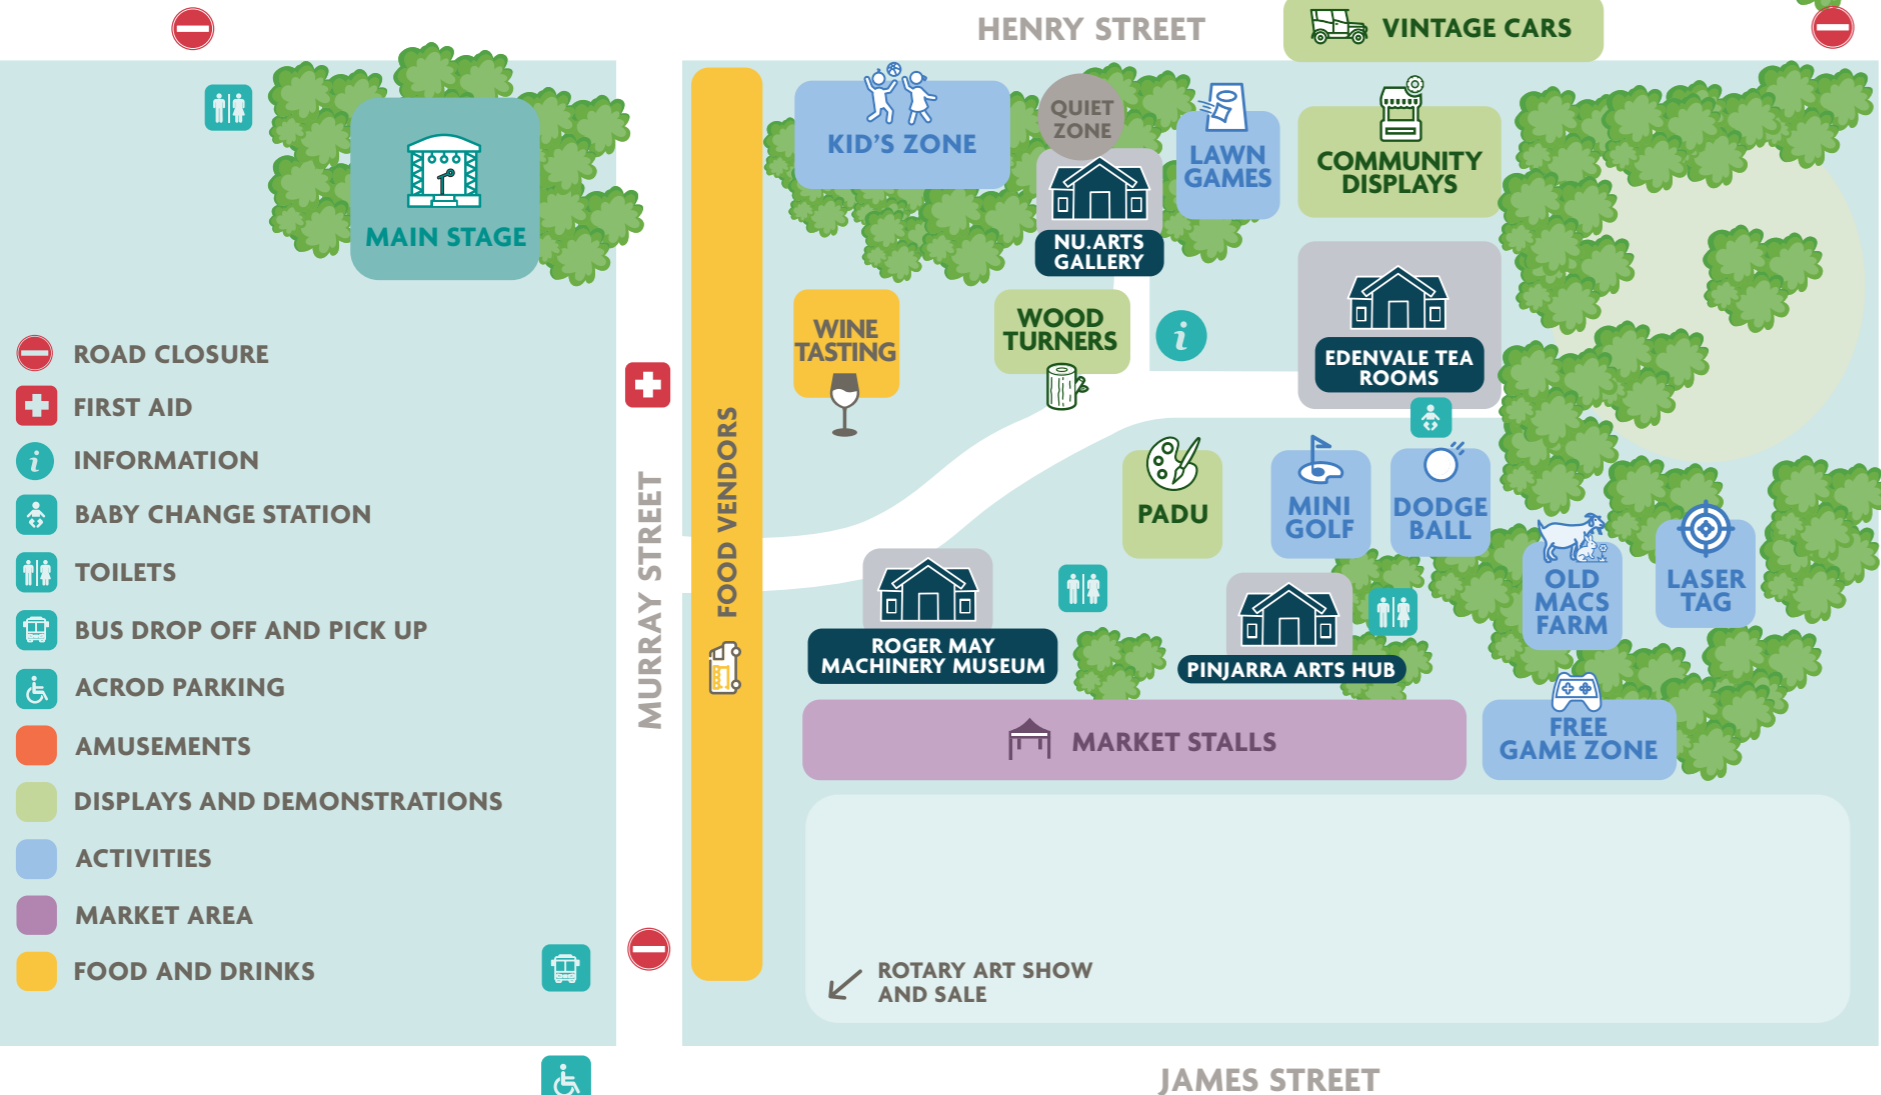 HENRY STREET
VINTAGE CARS
KID'S ZONE
QUIET
ZONE
LAWN
GAMES
COMMUNITY
DISPLAYS
MAIN STAGE
NU.ARTS
GALLERY
WINE
TASTING
WOOD
TURNERS
i
EDENVALE TEA
ROOMS
ROAD CLOSURE
FIRST AID
i
INFORMATION
BABY CHANGE STATION
TOILETS
BUS DROP OFF AND PICK UP
ACROD PARKING
AMUSEMENTS
DISPLAYS AND DEMONSTRATIONS
ACTIVITIES
MARKET AREA
FOOD AND DRINKS
MURRAY STREET
FOOD VENDORS
PADU
MINI
GOLF
DODGE
BALL
OLD
MACS
FARM
LASER
TAG
ROGER MAY
MACHINERY MUSEUM
PINJARRA ARTS HUB
MARKET STALLS
FREE
GAME ZONE
ROTARY ART SHOW
AND SALE
JAMES STREET